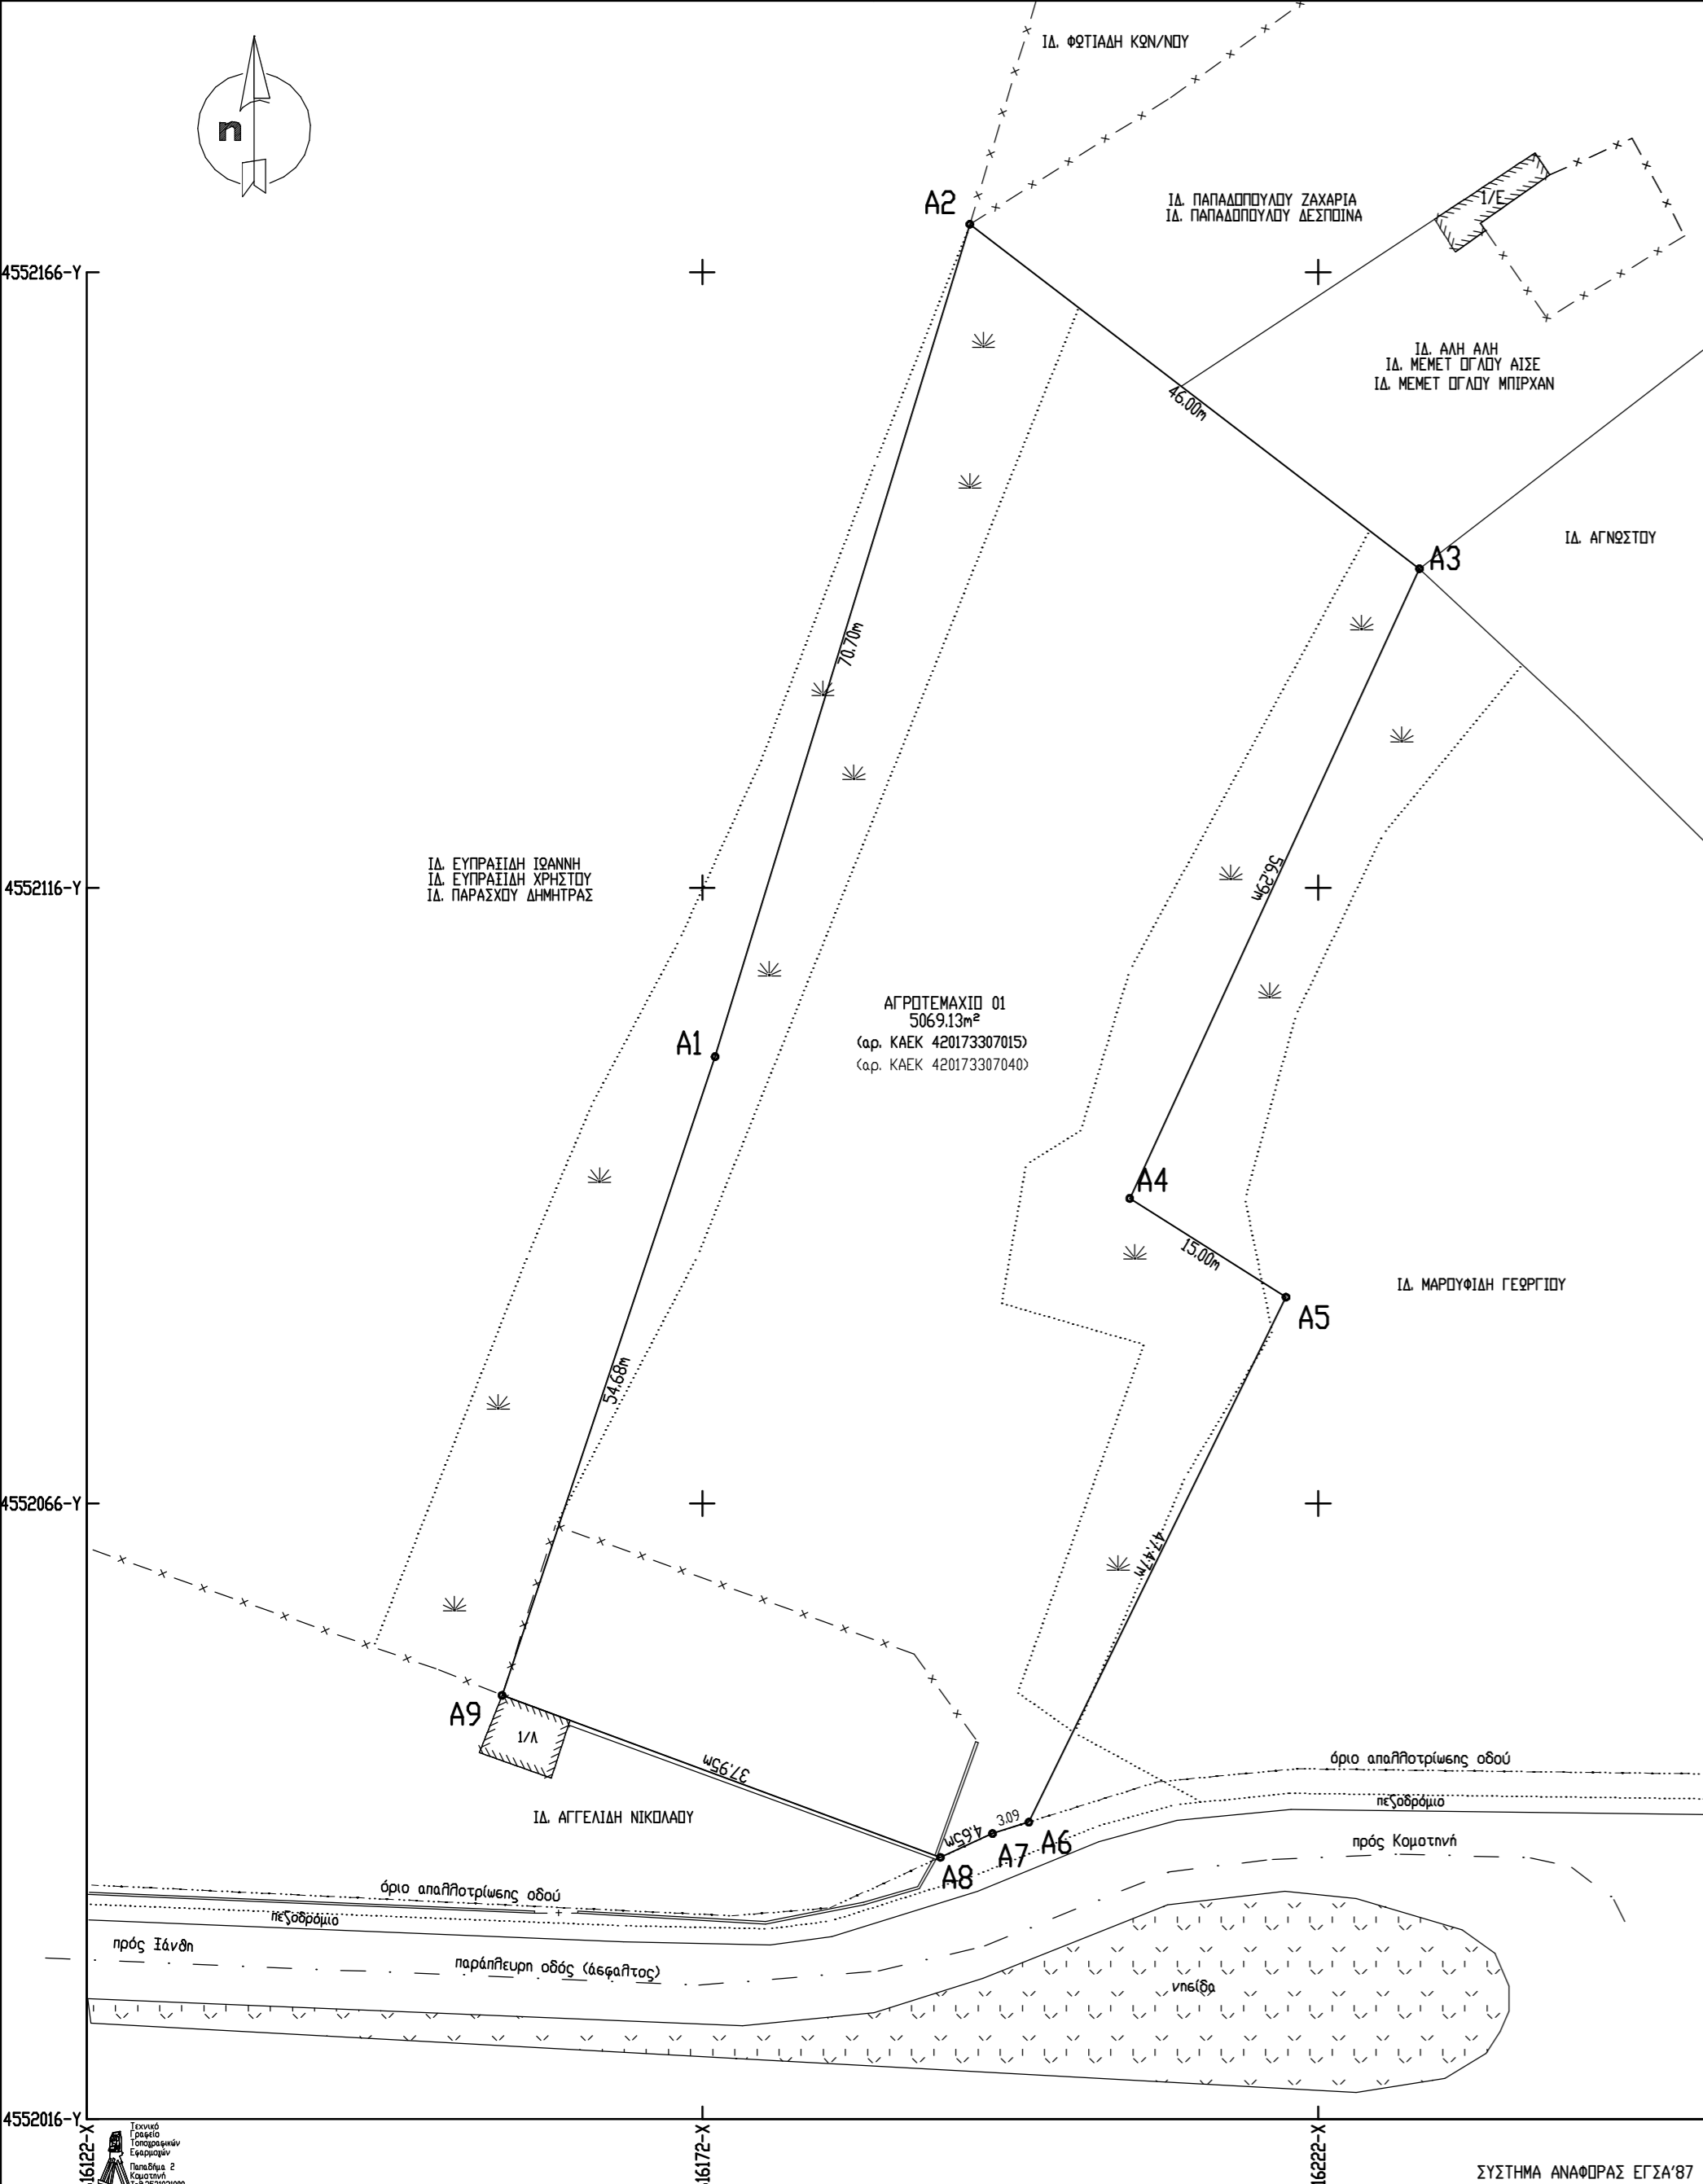 ΙΔ. ΦΩΤΙΑΔΗ ΚΩΝ/ΝΟΥ
n
A2
ΙΔ. ΠΑΠΑΔΟΠΟΥΛΟΥ ΖΑΧΑΡΙΑ
ΙΔ. ΠΑΠΑΔΟΠΟΥΛΟΥ ΔΕΣΠΟΙΝΑ
1/Ε
4552166-Y
ΙΔ. ΑΛΗ ΑΛΗ
ΙΔ. ΜΕΜΕΤ ΟΓΛΟΥ ΑΙΣΕ
ΙΔ. ΜΕΜΕΤ ΟΓΛΟΥ ΜΠΙΡΧΑΝ
46.00m
ΙΔ. ΑΓΝΩΣΤΟΥ
A3
70.70m
ΙΔ. ΕΥΠΡΑΞΙΔΗ ΙΩΑΝΝΗ
ΙΔ. ΕΥΠΡΑΞΙΔΗ ΧΡΗΣΤΟΥ
ΙΔ. ΠΑΡΑΣΧΟΥ ΔΗΜΗΤΡΑΣ
4552116-Y
56.29m
ΑΓΡΟΤΕΜΑΧΙΟ 01
5069.13m²
(αρ. ΚΑΕΚ 420173307015)
(αρ. ΚΑΕΚ 420173307040)
A1
A4
15.00m
ΙΔ. ΜΑΡΟΥΦΙΔΗ ΓΕΩΡΓΙΟΥ
A5
54.68m
4552066-Y
47.47m
A9
1/Λ
37.95m
όριο απαλλοτρίωσης οδού
πεζοδρόμιο
ΙΔ. ΑΓΓΕΛΙΔΗ ΝΙΚΟΛΑΟΥ
4.65m
3.09
A6
A7
A8
πρός Κομοτηνή
όριο απαλλοτρίωσης οδού
πεζοδρόμιο
πρός Ξάνθη
παράπλευρη οδός (άσφαλτος)
νησίδα
4552016-Y
16122-X
16172-X
16222-X
Τεχνικό
Γραφείο
Τοπογραφικών
Εφαρμογών
Παπαδήμα 2
Κομοτηνή
ΣΥΣΤΗΜΑ ΑΝΑΦΟΡΑΣ ΕΓΣΑ'87